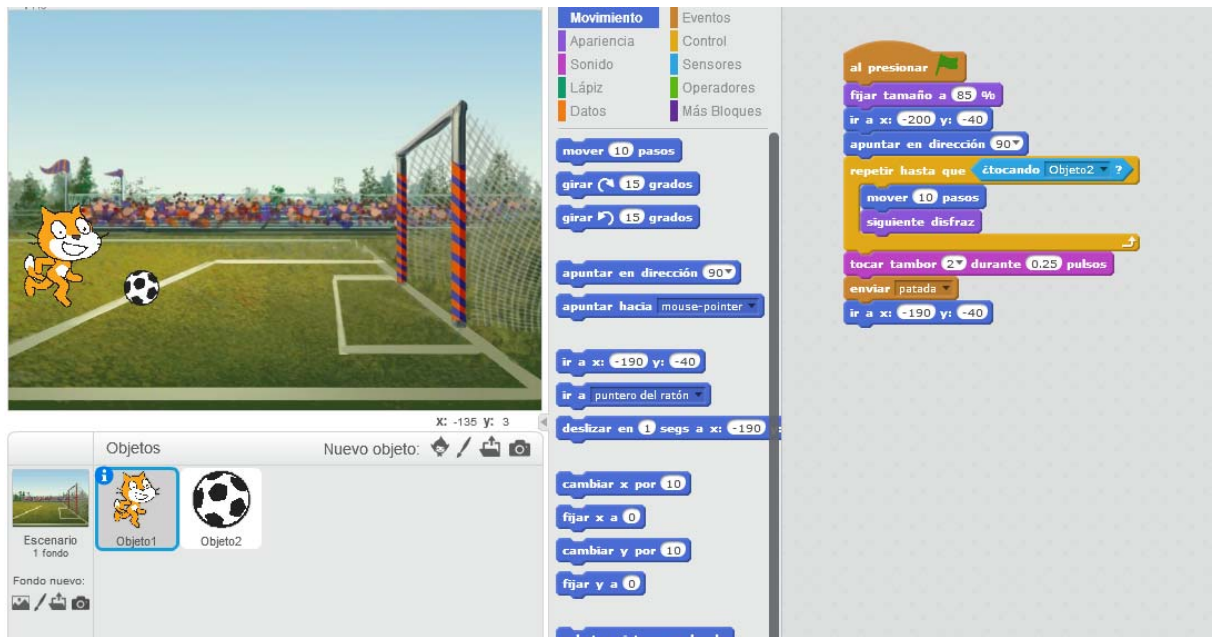 Movimiento
Eventos
Apariencia
Control
Sonido
Sensores
Lápiz
Operadores
Datos
Más Bloques
mover 10 pasos
girar 15 grados
girar 15 grados
apuntar en dirección 90
apuntar hacia mouse-pointer
ir a x: -190 y: -40
ir a puntero del ratón
deslizar en 1 segs a x: -190
cambiar x por 10
fijar x a 0
cambiar y por 10
fijar y a 0
al presionar
fijar tamaño a 85 %
ir a x: -200 y: -40
apuntar en dirección 90
repetir hasta que ¿tocando Objeto2 ?
mover 10 pasos
siguiente disfraz
tocar tambor 2 durante 0.25 pulsos
enviar patada
ir a x: -190 y: -40
X: -135 Y: 3
Objetos
Nuevo objeto:
Escenario
1 fondo
Fondo nuevo:
i
Objeto1
Objeto2